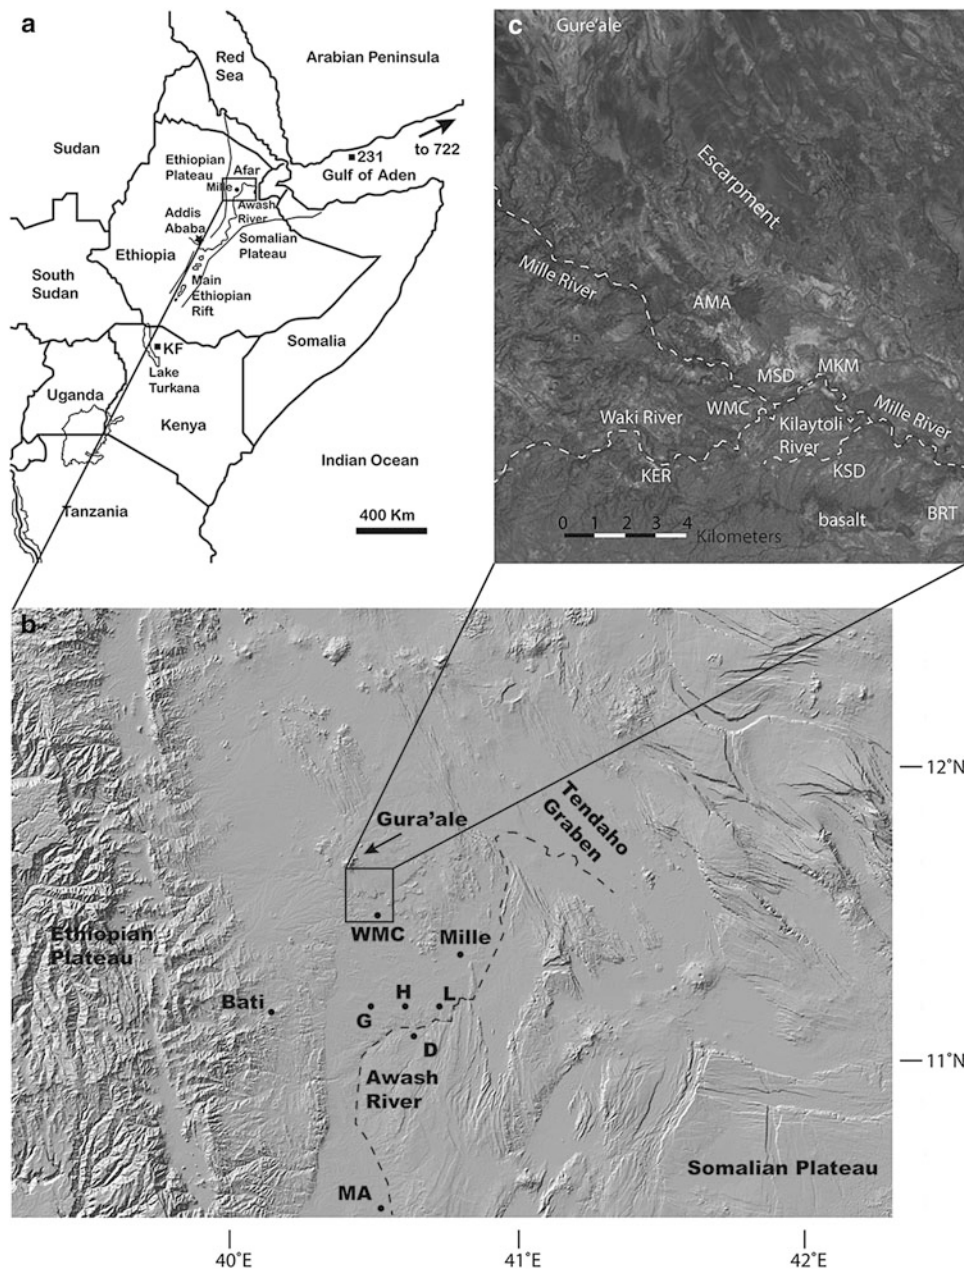 a
Red
Sea
Arabian Peninsula
Sudan
to 722
231
Gulf of Aden
Ethiopian
Plateau
Afar
Mille
Awash
River
Addis
Ababa
Somalian
Plateau
Ethiopia
South
Sudan
Main
Ethiopian
Rift
KF
Lake
Turkana
Somalia
Uganda
Kenya
Indian Ocean
Tanzania
400 Km
c
Gure'ale
Escarpment
Mille River
AMA
MSD
MKM
WMC
Mille River
Waki River
Kilaytoli
River
KER
KSD
BRT
basalt
0 1 2 3 4
Kilometers
b
12°N
Tendaho
Graben
Gura'ale
WMC
Mille
Ethiopian
Plateau
Bati
H
L
G
D
11°N
Awash
River
Somalian Plateau
MA
40°E
41°E
42°E